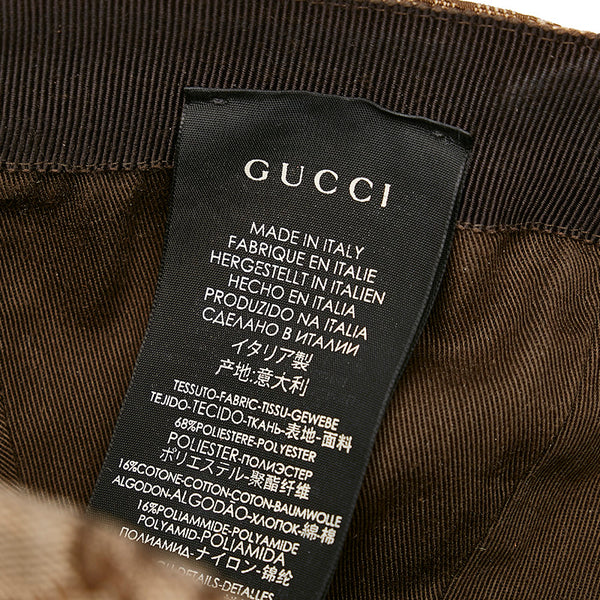 GUCCI
MADE IN ITALY
FABRIQUE EN ITALIE
HERGESTELLT IN ITALIEN
HECHO EN ITALIA
PRODUZIDO NA ITALIA
СДЕЛАНО В ИТАЛИИ
イタリア製
产地:意大利
TESSUTO-FABRIC-TISSU-GEWEBE
TEJIDO-TECIDO-ТКАНЬ-表地-面料
68%POLIESTERE-POLYESTER
POLIÉSTER-ПОЛИЭСТЕР
ポリエステル-聚酯纤维
16%COTONE-COTTON-COTON-BAUMWOLLE
ALGODON-ALGODÃO-ХЛОПОК-綿-棉
16%POLIAMMIDE-POLYAMIDE
POLYAMID-POLIAMIDA
ПОЛИАМИД-ナイロン-锦纶
DETAILS-DETALLES